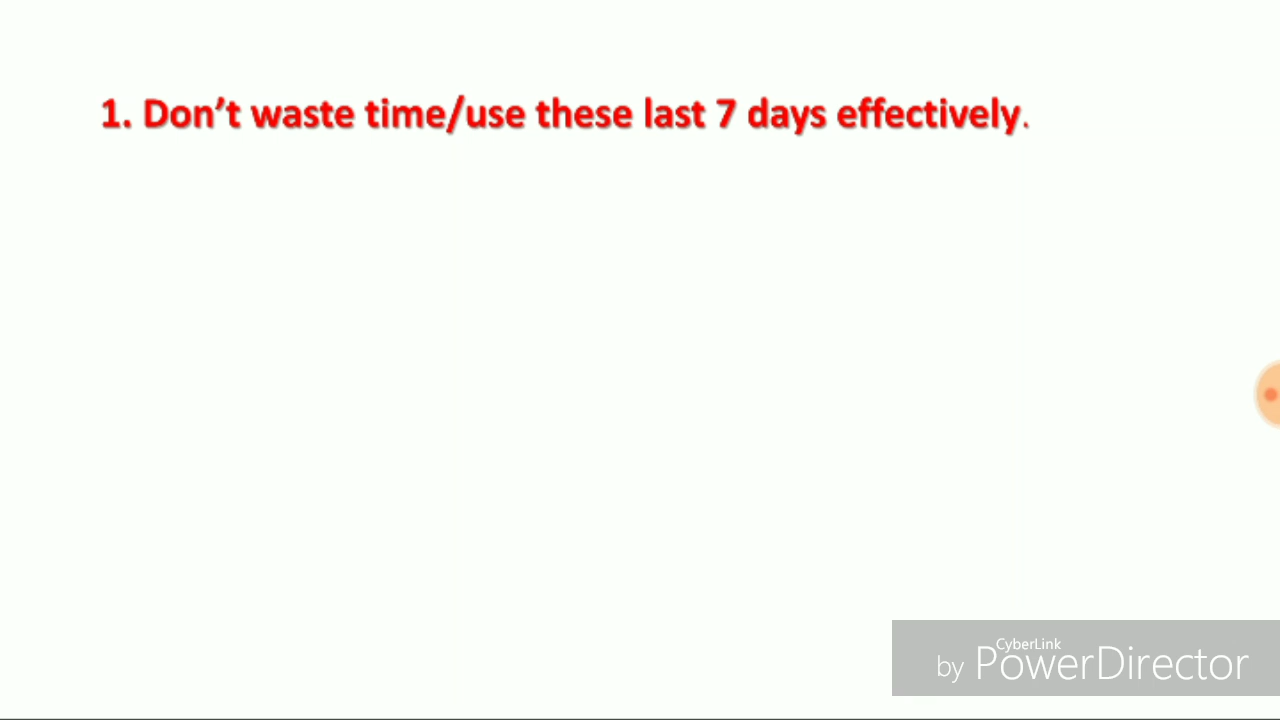 1. Don’t waste time/use these last 7 days effectively.
CyberLink
by PowerDirector